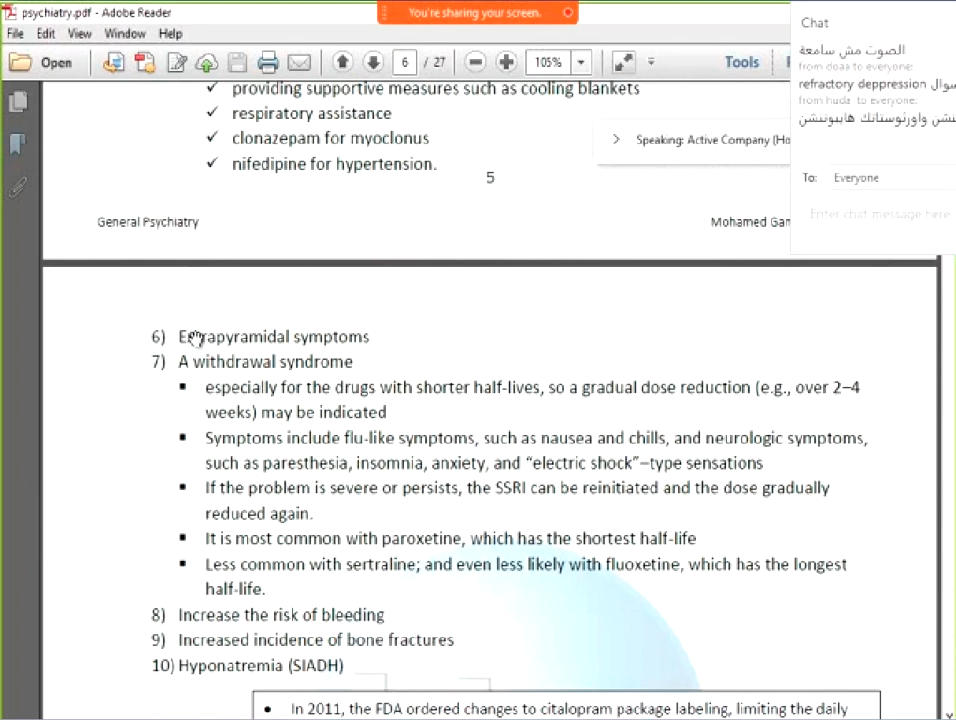 psychiatry.pdf - Adobe Reader
You're sharing your screen.
File Edit View Window Help
Open 6 / 27 105% Tools
Chat
الصوت مش سامعة
from doaa to everyone:
refractory deppression سوال
from huda to everyone:
واورثوستاتك هايبوتنشن
To: Everyone
Enter chat message here
Speaking: Active Company (Ho
✓ providing supportive measures such as cooling blankets
✓ respiratory assistance
✓ clonazepam for myoclonus
✓ nifedipine for hypertension.
5
General Psychiatry Mohamed Gam
6) Extrapyramidal symptoms
7) A withdrawal syndrome
▪ especially for the drugs with shorter half-lives, so a gradual dose reduction (e.g., over 2–4
weeks) may be indicated
▪ Symptoms include flu-like symptoms, such as nausea and chills, and neurologic symptoms,
such as paresthesia, insomnia, anxiety, and “electric shock”–type sensations
▪ If the problem is severe or persists, the SSRI can be reinitiated and the dose gradually
reduced again.
▪ It is most common with paroxetine, which has the shortest half-life
▪ Less common with sertraline; and even less likely with fluoxetine, which has the longest
half-life.
8) Increase the risk of bleeding
9) Increased incidence of bone fractures
10) Hyponatremia (SIADH)
• In 2011, the FDA ordered changes to citalopram package labeling, limiting the daily